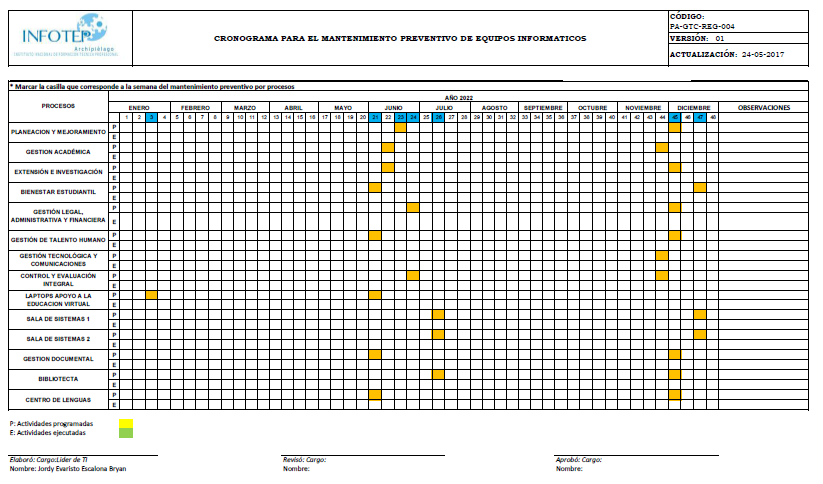 INFOTEP
Archipiélago
CRONOGRAMA PARA EL MANTENIMIENTO PREVENTIVO DE EQUIPOS INFORMATICOS
CÓDIGO:
PA-GTC-REG-004
VERSIÓN: 01
ACTUALIZACIÓN: 24-05-2017
* Marcar la casilla que corresponde a la semana del mantenimiento preventivo por procesos
PROCESOS
AÑO 2022
OBSERVACIONES
ENERO FEBRERO MARZO ABRIL MAYO JUNIO JULIO AGOSTO SEPTIEMBRE OCTUBRE NOVIEMBRE DICIEMBRE
1 2 3 4 5 6 7 8 9 10 11 12 13 14 15 16 17 18 19 20 21 22 23 24 25 26 27 28 29 30 31 32 33 34 35 36 37 38 39 40 41 42 43 44 45 46 47 48
PLANEACION Y MEJORAMIENTO P
E
GESTION ACADÉMICA P
E
EXTENSIÓN E INVESTIGACIÓN P
E
BIENESTAR ESTUDIANTIL P
E
GESTIÓN LEGAL, P
ADMINISTRATIVA Y FINANCIERA E
GESTIÓN DE TALENTO HUMANO P
E
GESTIÓN TECNOLÓGICA Y P
COMUNICACIONES E
CONTROL Y EVALUACIÓN P
INTEGRAL E
LAPTOPS APOYO A LA P
EDUCACION VIRTUAL E
SALA DE SISTEMAS 1 P
E
SALA DE SISTEMAS 2 P
E
GESTION DOCUMENTAL P
E
BIBLIOTECTA P
E
CENTRO DE LENGUAS P
E
P: Actividades programadas
E: Actividades ejecutadas
Elaboró: Cargo:Lider de TI
Nombre: Jordy Evaristo Escalona Bryan
Revisó: Cargo:
Nombre:
Aprobó: Cargo:
Nombre: